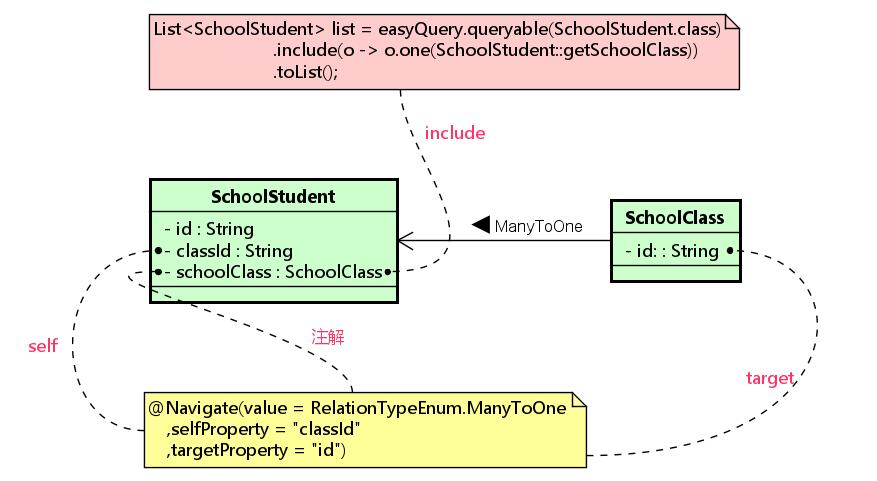 List<SchoolStudent> list = easyQuery.queryable(SchoolStudent.class)
.include(o -> o.one(SchoolStudent::getSchoolClass))
.toList();
include
SchoolStudent
- id : String
- classId : String
- schoolClass : SchoolClass
◀ ManyToOne
SchoolClass
- id: : String
self
注解
target
@Navigate(value = RelationTypeEnum.ManyToOne
,selfProperty = "classId"
,targetProperty = "id")